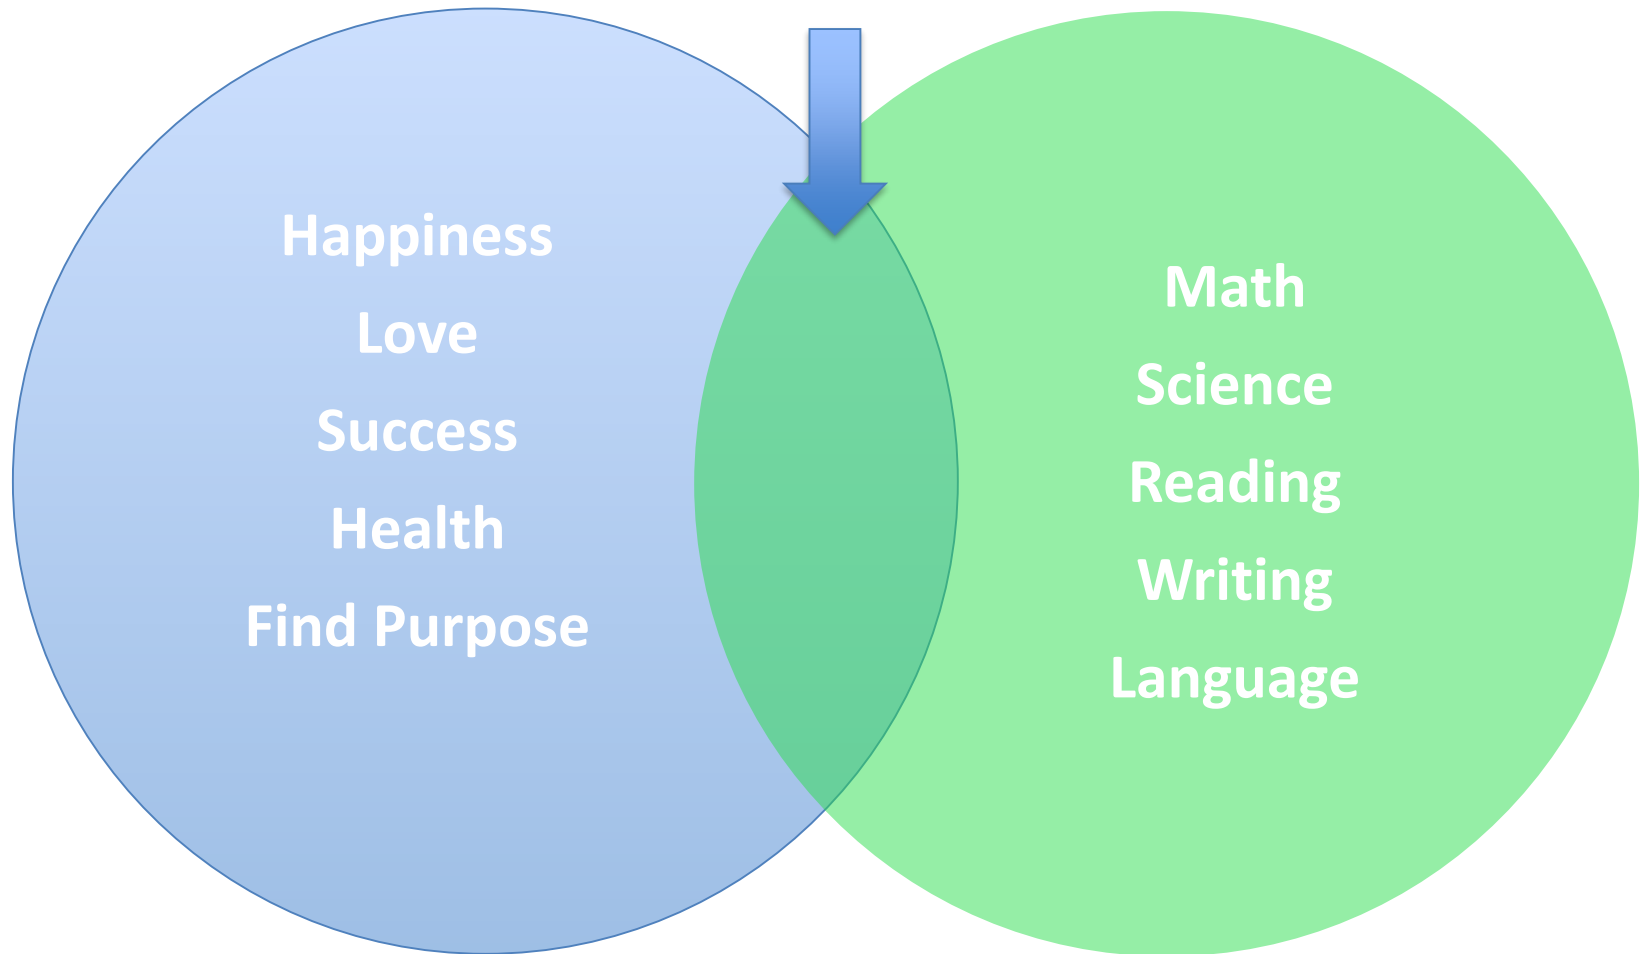 Happiness
Love
Success
Health
Find Purpose
Math
Science
Reading
Writing
Language